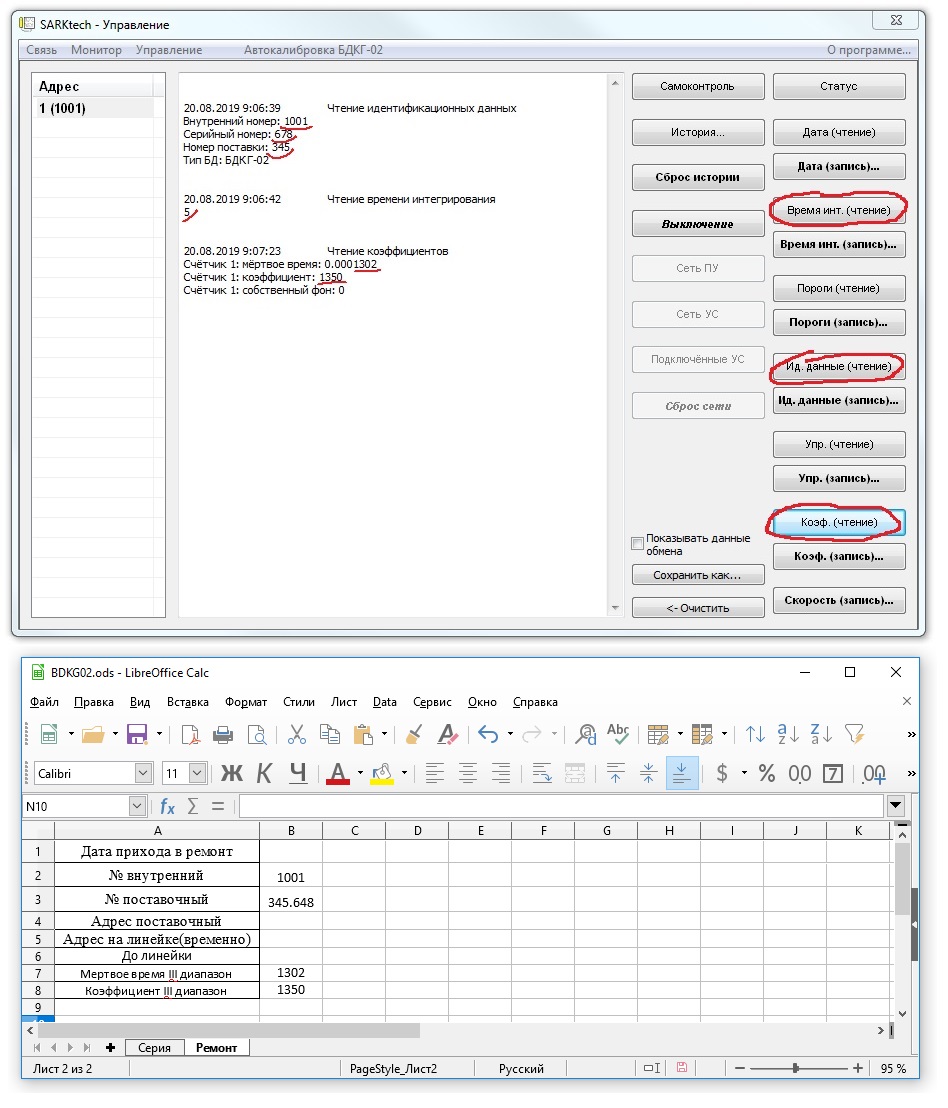 SARKtech - Управление
Связь Монитор Управление Автокалибровка БДКГ-02 О программе...
Адрес
1 (1001)
20.08.2019 9:06:39 Чтение идентификационных данных
Внутренний номер: 1001
Серийный номер: 678
Номер поставки: 345
Тип БД: БДКГ-02
20.08.2019 9:06:42 Чтение времени интегрирования
5
20.08.2019 9:07:23 Чтение коэффициентов
Счётчик 1: мёртвое время: 0.0001302
Счётчик 1: коэффициент: 1350
Счётчик 1: собственный фон: 0
Самоконтроль
История...
Сброс истории
Выключение
Сеть ПУ
Сеть УС
Подключённые УС
Сброс сети
Показывать данные
обмена
Сохранить как...
<- Очистить
Статус
Дата (чтение)
Дата (запись)...
Время инт. (чтение)
Время инт. (запись)...
Пороги (чтение)
Пороги (запись)...
Ид. данные (чтение)
Ид. данные (запись)...
Упр. (чтение)
Упр. (запись)...
Коэф. (чтение)
Коэф. (запись)...
Скорость (запись)...
BDKG02.ods - LibreOffice Calc
Файл Правка Вид Вставка Формат Стили Лист Data Сервис Окно Справка
Calibri 11 Ж К Ч
N10
A B C D E F G H I J K
1 Дата прихода в ремонт
2 № внутренний 1001
3 № поставочный 345.648
4 Адрес поставочный
5 Адрес на линейке(временно)
6 До линейки
7 Мертвое время III диапазон 1302
8 Коэффициент III диапазон 1350
9
Серия Ремонт
Лист 2 из 2 PageStyle_Лист2 Русский 95 %